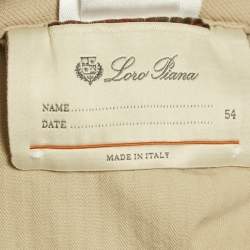 Loro Piana
NAME.......................... 54
DATE..........................
MADE IN ITALY